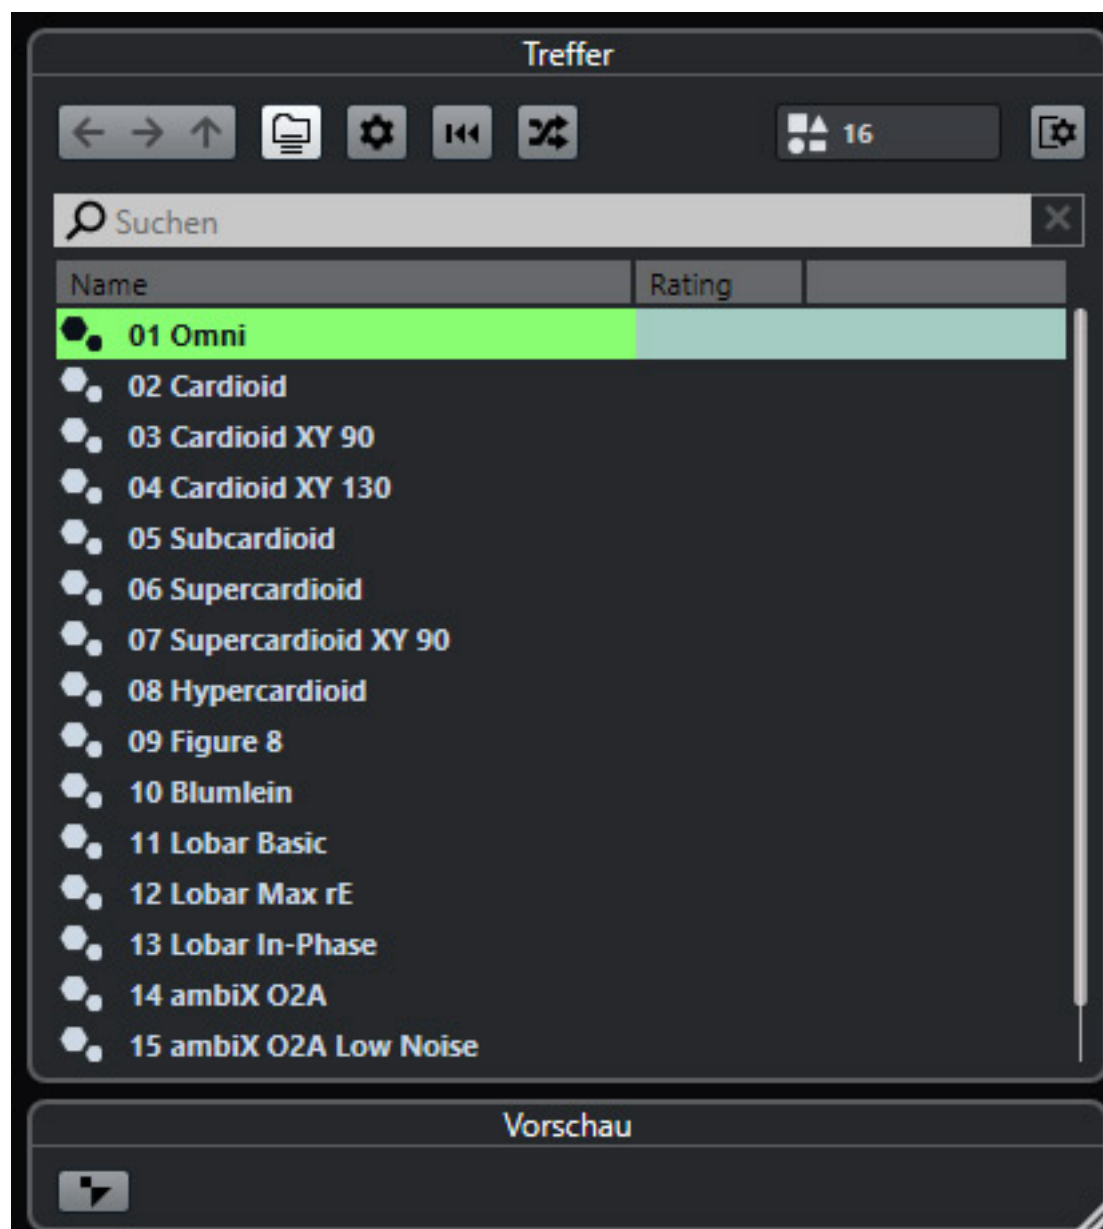 Treffer
16
Suchen
Name Rating
01 Omni
02 Cardioid
03 Cardioid XY 90
04 Cardioid XY 130
05 Subcardioid
06 Supercardioid
07 Supercardioid XY 90
08 Hypercardioid
09 Figure 8
10 Blumlein
11 Lobar Basic
12 Lobar Max rE
13 Lobar In-Phase
14 ambiX O2A
15 ambiX O2A Low Noise
Vorschau